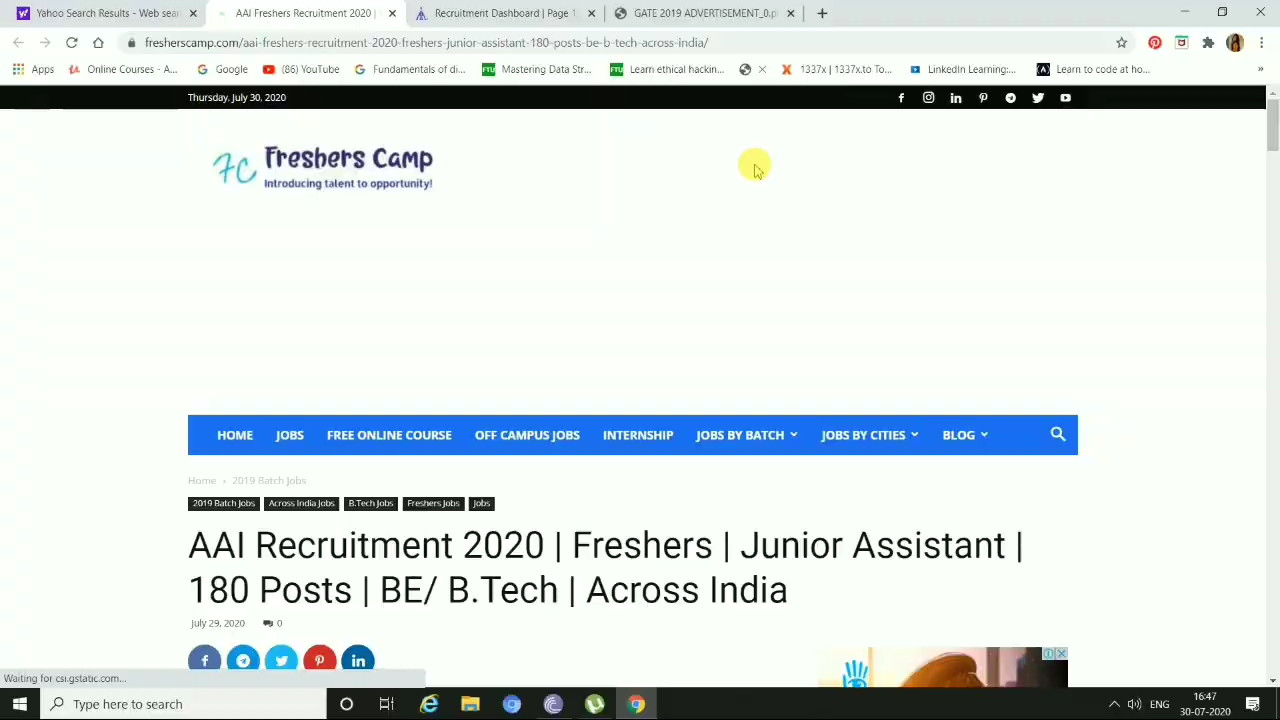 Yahoo Search Results - Web sear
AAI Freshers Recruitment 2020 |
Recruitment Dashboard | Page 1
GATE 2019 ADVERTISEMENT_0.p
fresherscamp.com/aai-freshers-recruitment-2020-freshers-junior-assistant-180-posts-be-b-tech-across-india/
Apps
Online Courses - A...
Google
(86) YouTube
Fundamentals of di...
FTU
Mastering Data Str...
FTU
Learn ethical hackin...
1337x | 1337x.to To...
LinkedIn Learning:...
Learn to code at ho...
Thursday, July 30, 2020
FC Freshers Camp
Introducing talent to opportunity!
HOME JOBS FREE ONLINE COURSE OFF CAMPUS JOBS INTERNSHIP JOBS BY BATCH JOBS BY CITIES BLOG
Home › 2019 Batch Jobs
2019 Batch Jobs Across India Jobs B.Tech Jobs Freshers Jobs Jobs
AAI Recruitment 2020 | Freshers | Junior Assistant |
180 Posts | BE/ B.Tech | Across India
July 29, 2020 0
Waiting for csi.gstatic.com...
Type here to search
ENG
16:47
30-07-2020